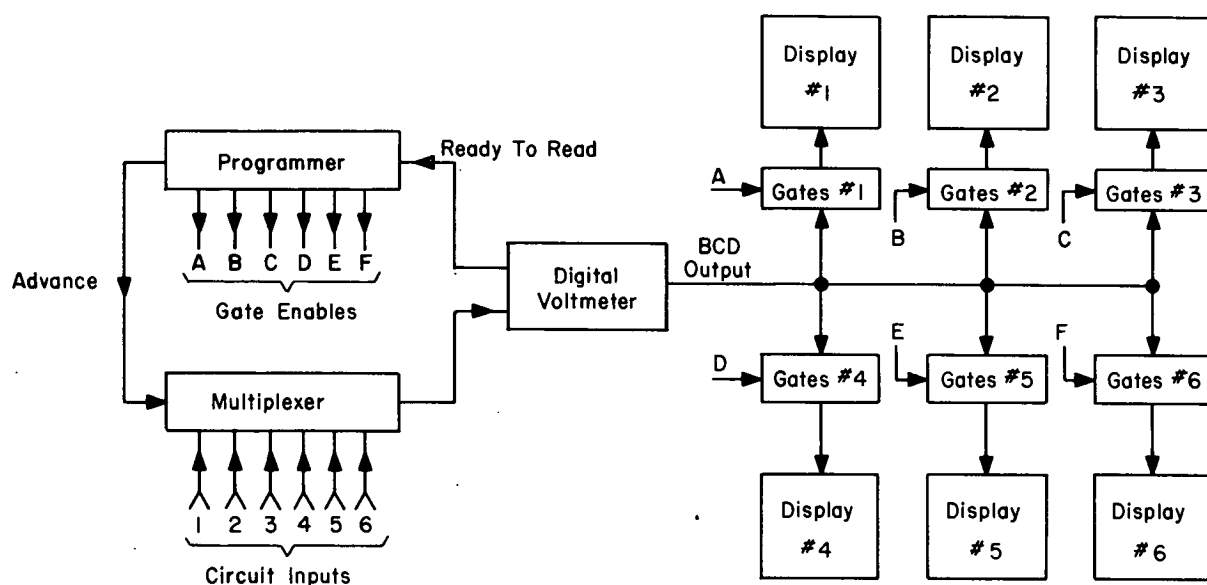 Programmer
Ready To Read
A B C D E F
Gate Enables
Advance
Multiplexer
1 2 3 4 5 6
Circuit Inputs
Digital
Voltmeter
BCD
Output
Display
#1
Display
#2
Display
#3
A
Gates #1
B
Gates #2
C
Gates #3
D
Gates #4
E
Gates #5
F
Gates #6
Display
#4
Display
#5
Display
#6